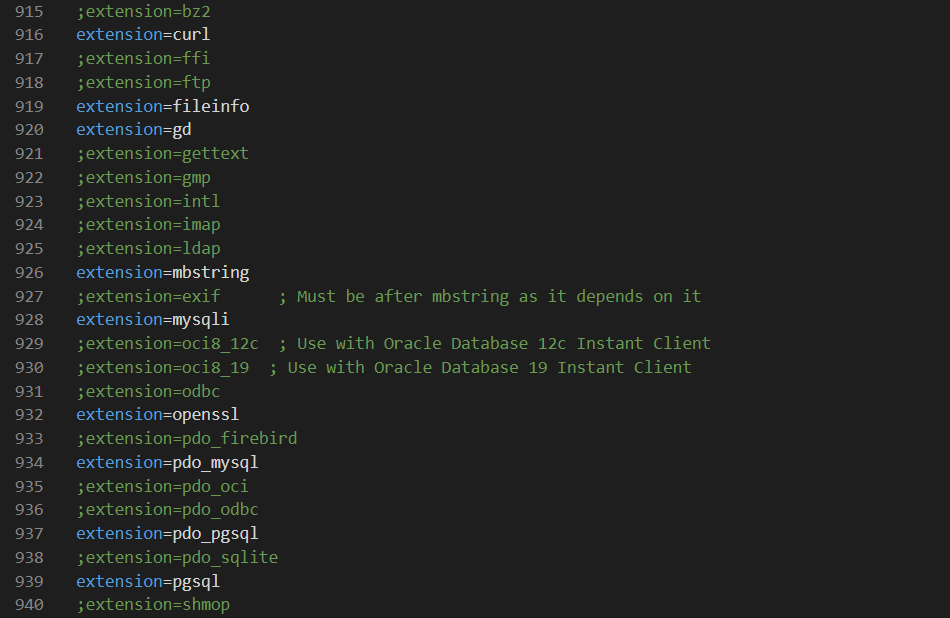 915 ;extension=bz2
916 extension=curl
917 ;extension=ffi
918 ;extension=ftp
919 extension=fileinfo
920 extension=gd
921 ;extension=gettext
922 ;extension=gmp
923 ;extension=intl
924 ;extension=imap
925 ;extension=ldap
926 extension=mbstring
927 ;extension=exif      ; Must be after mbstring as it depends on it
928 extension=mysqli
929 ;extension=oci8_12c  ; Use with Oracle Database 12c Instant Client
930 ;extension=oci8_19  ; Use with Oracle Database 19 Instant Client
931 ;extension=odbc
932 extension=openssl
933 ;extension=pdo_firebird
934 extension=pdo_mysql
935 ;extension=pdo_oci
936 ;extension=pdo_odbc
937 extension=pdo_pgsql
938 ;extension=pdo_sqlite
939 extension=pgsql
940 ;extension=shmop